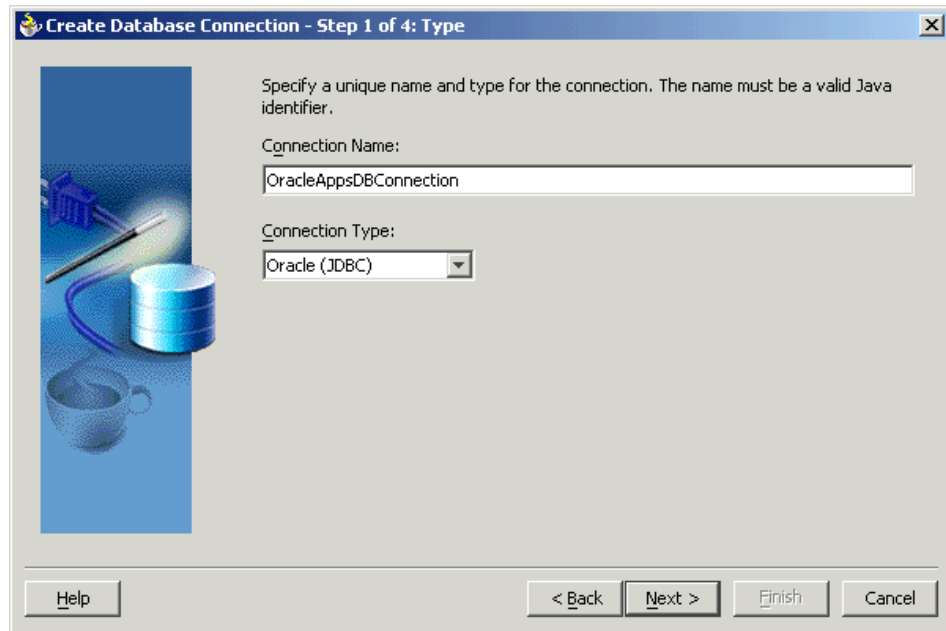 Create Database Connection - Step 1 of 4: Type
Specify a unique name and type for the connection. The name must be a valid Java
identifier.
Connection Name:
OracleAppsDBConnection
Connection Type:
Oracle (JDBC)
Help
< Back
Next >
Finish
Cancel